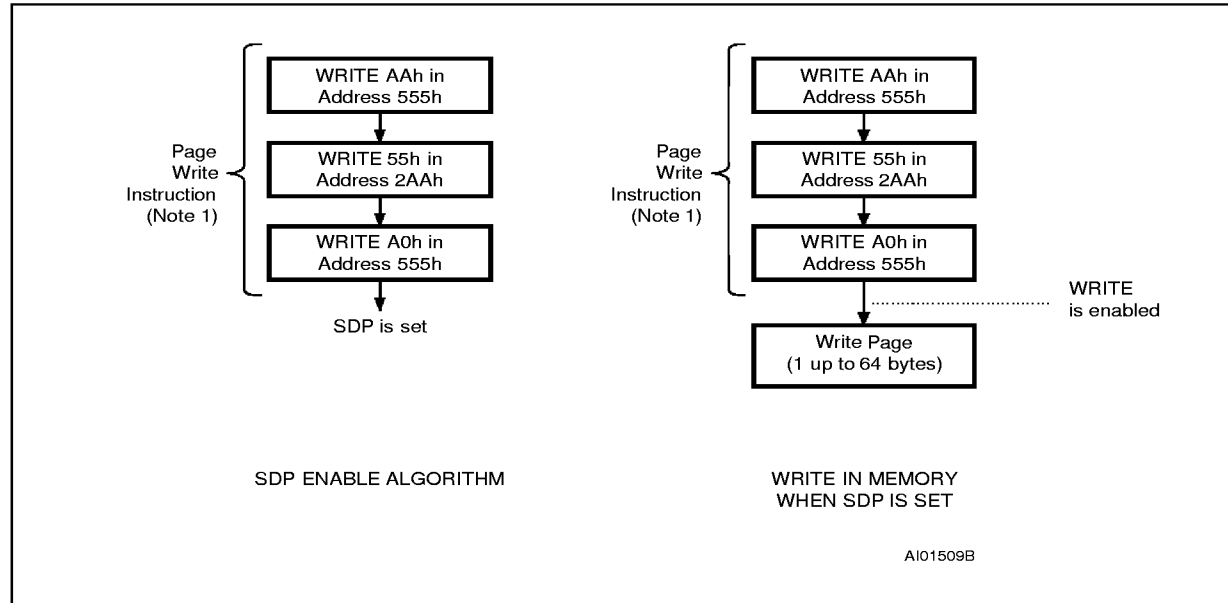 WRITE AAh in
Address 555h
WRITE 55h in
Address 2AAh
WRITE A0h in
Address 555h
Page
Write
Instruction
(Note 1)
SDP is set
SDP ENABLE ALGORITHM
WRITE AAh in
Address 555h
WRITE 55h in
Address 2AAh
WRITE A0h in
Address 555h
Page
Write
Instruction
(Note 1)
WRITE
is enabled
Write Page
(1 up to 64 bytes)
WRITE IN MEMORY
WHEN SDP IS SET
AI01509B